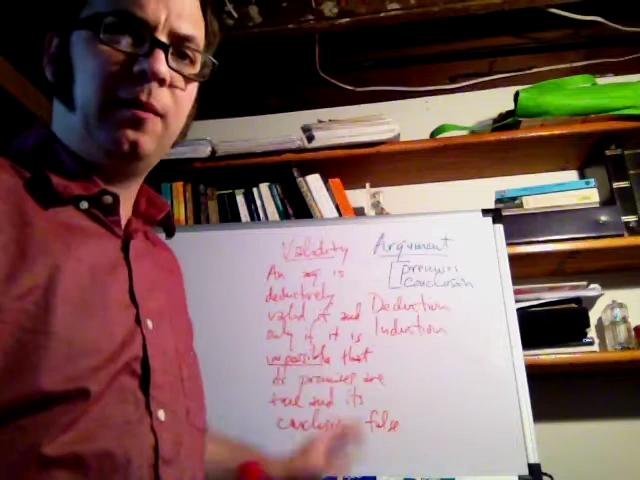 Validity
An arg is
deductively
valid if and
only if it is
impossible that
its premises are
true and its
conclusion false
Argument
premises
conclusion
Deduction
Induction